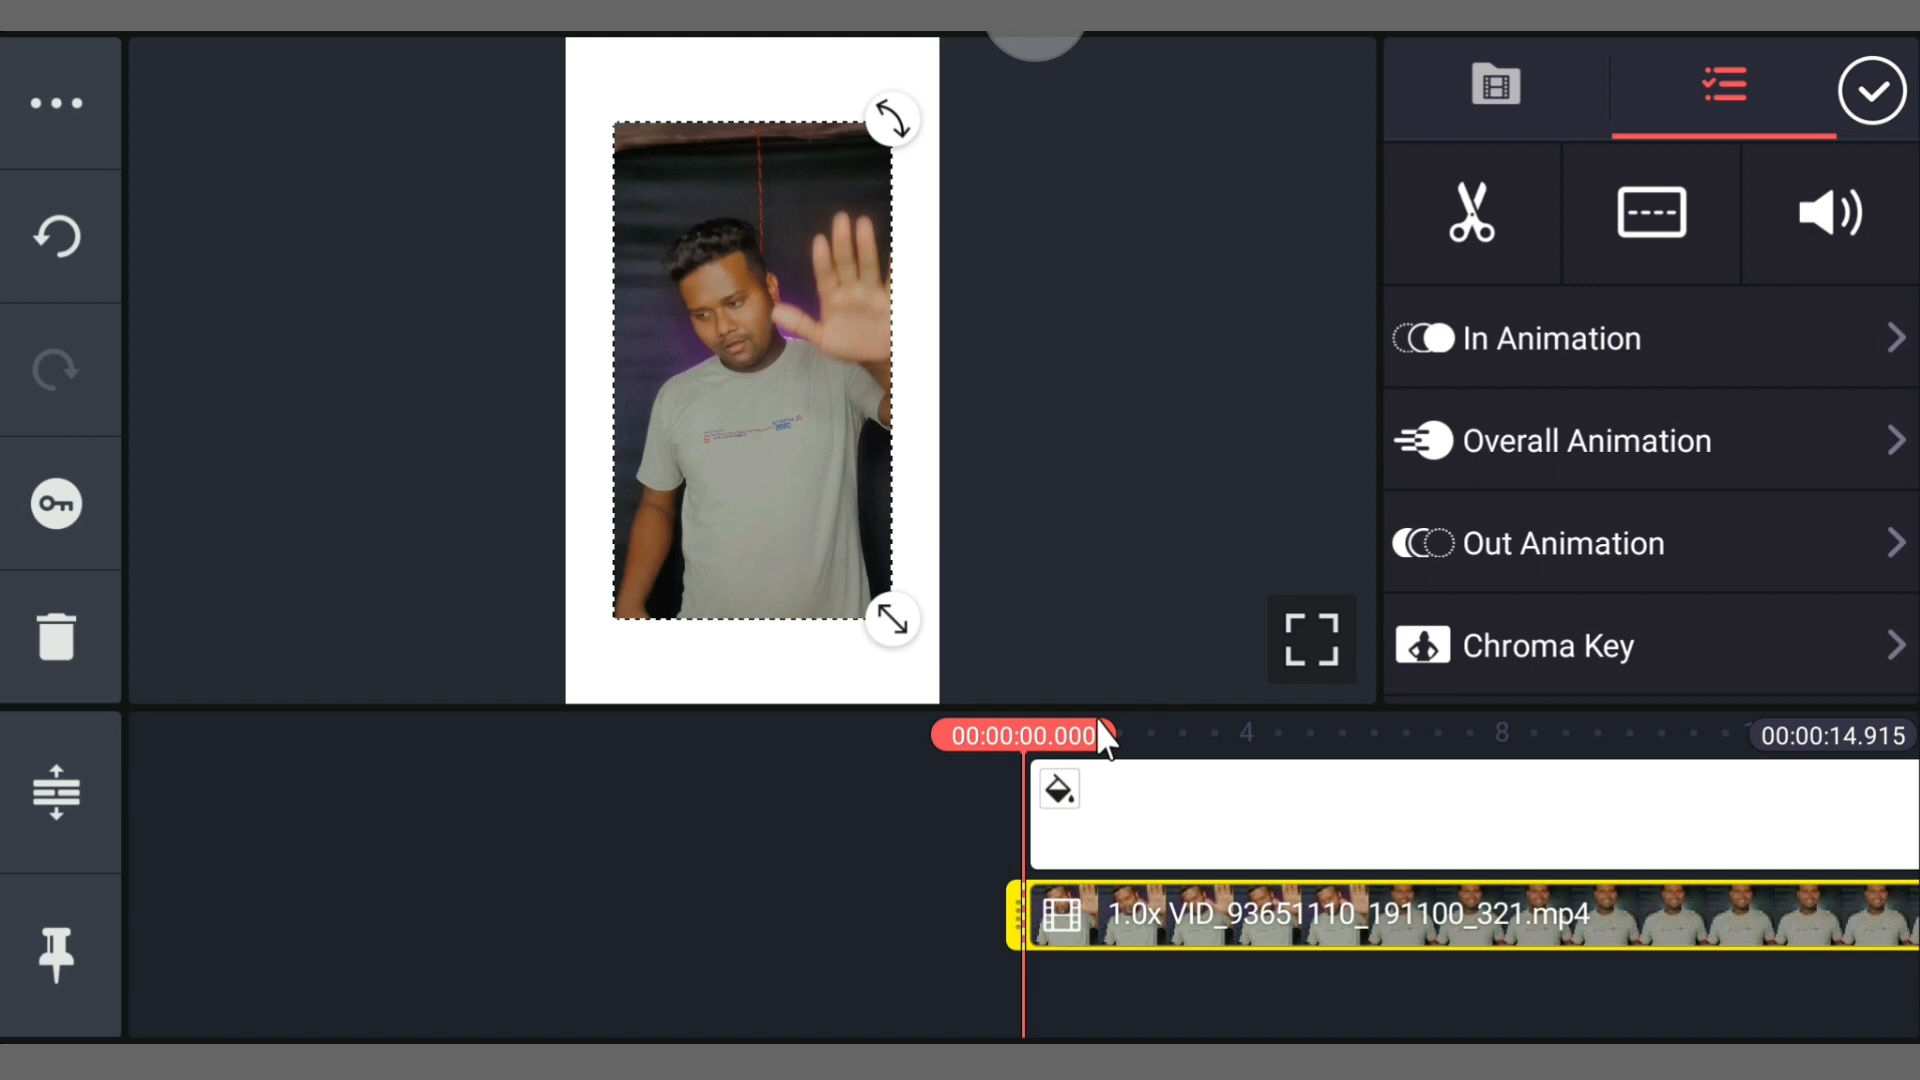 In Animation
Overall Animation
Out Animation
Chroma Key
00:00:00.000
4
8
00:00:14.915
1.0x VID_93651110_191100_321.mp4